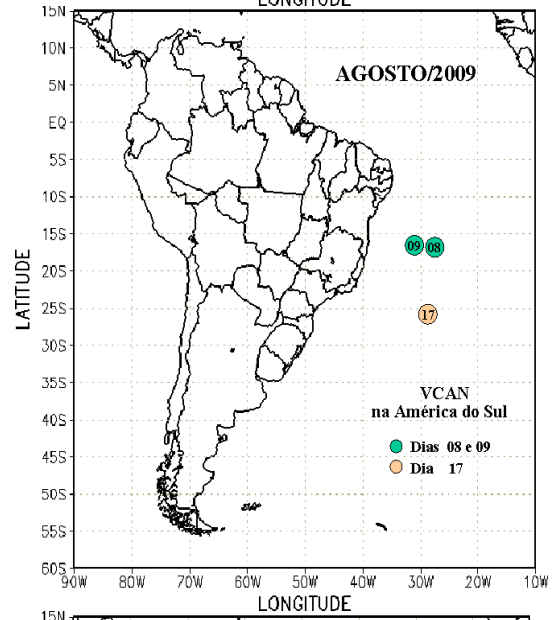 LONGITUDE
15N
AGOSTO/2009
10N
5N
EQ
5S
10S
15S
09 08
20S
LATITUDE
25S
17
30S
35S
VCAN
na América do Sul
40S
Dias 08 e 09
45S
Dia 17
50S
55S
60S
90W 80W 70W 60W 50W 40W 30W 20W 10W
LONGITUDE
15N